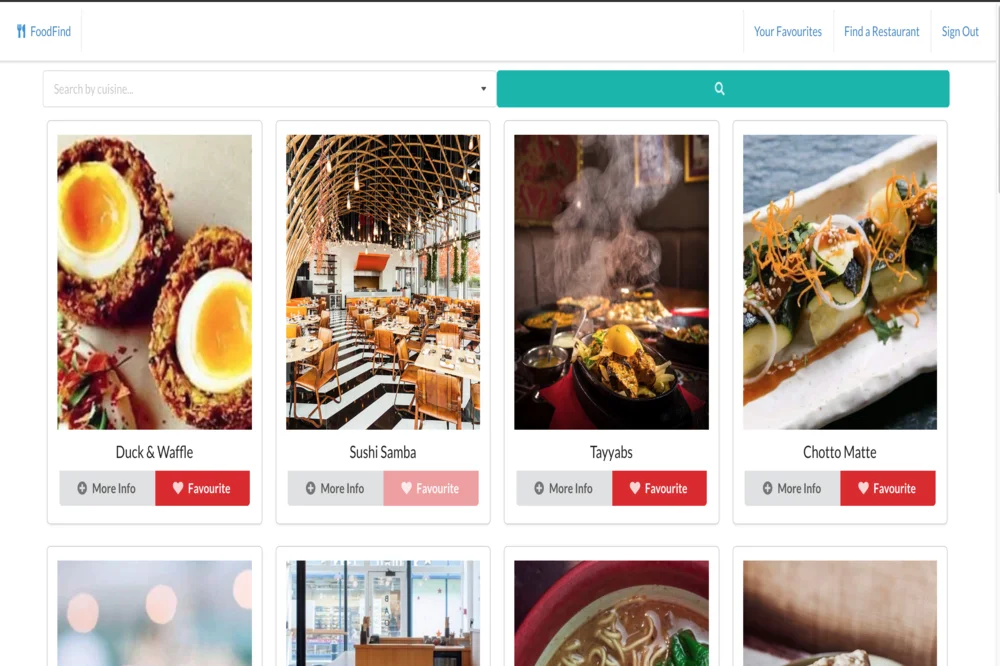 FoodFind
Your Favourites
Find a Restaurant
Sign Out
Search by cuisine...
Duck & Waffle
More Info
Favourite
Sushi Samba
More Info
Favourite
Tayyabs
More Info
Favourite
Chotto Matte
More Info
Favourite